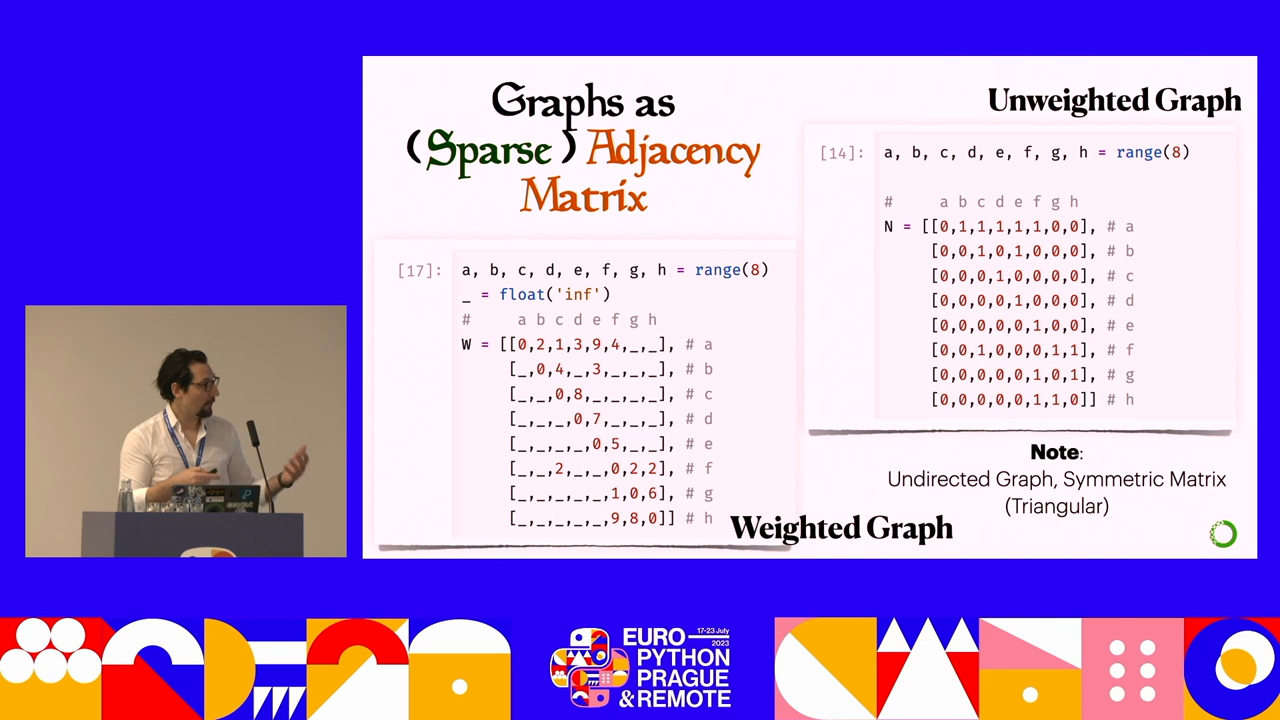 Graphs as
(Sparse) Adjacency
Matrix
[17]: a, b, c, d, e, f, g, h = range(8)
_ = float('inf')
# a b c d e f g h
W = [[0,2,1,3,9,4,_,_], # a
[_,0,4,_,3,_,_,_], # b
[_,_,0,8,_,_,_,_], # c
[_,_,_,0,7,_,_,_], # d
[_,_,_,_,0,5,_,_], # e
[_,_,2,_,_,0,2,2], # f
[_,_,_,_,_,1,0,6], # g
[_,_,_,_,_,9,8,0]] # h
Weighted Graph
Unweighted Graph
[14]: a, b, c, d, e, f, g, h = range(8)
# a b c d e f g h
N = [[0,1,1,1,1,1,0,0], # a
[0,0,1,0,1,0,0,0], # b
[0,0,0,1,0,0,0,0], # c
[0,0,0,0,1,0,0,0], # d
[0,0,0,0,0,1,0,0], # e
[0,0,1,0,0,0,1,1], # f
[0,0,0,0,0,1,0,1], # g
[0,0,0,0,0,1,1,0]] # h
Note:
Undirected Graph, Symmetric Matrix
(Triangular)
EURO 17-23 July
2023
PYTHON
PRAGUE
& REMOTE